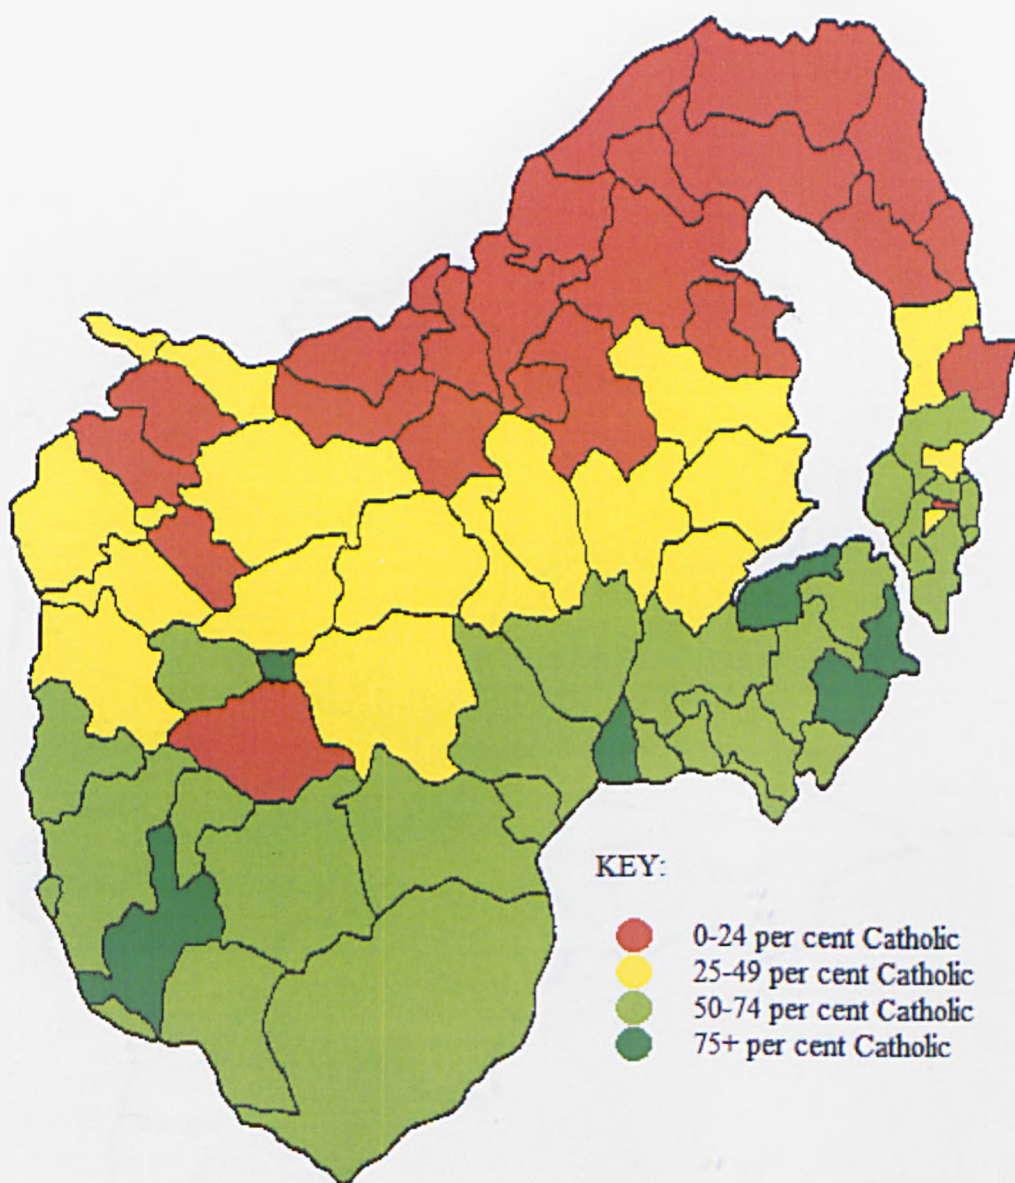 KEY:
0-24 per cent Catholic
25-49 per cent Catholic
50-74 per cent Catholic
75+ per cent Catholic